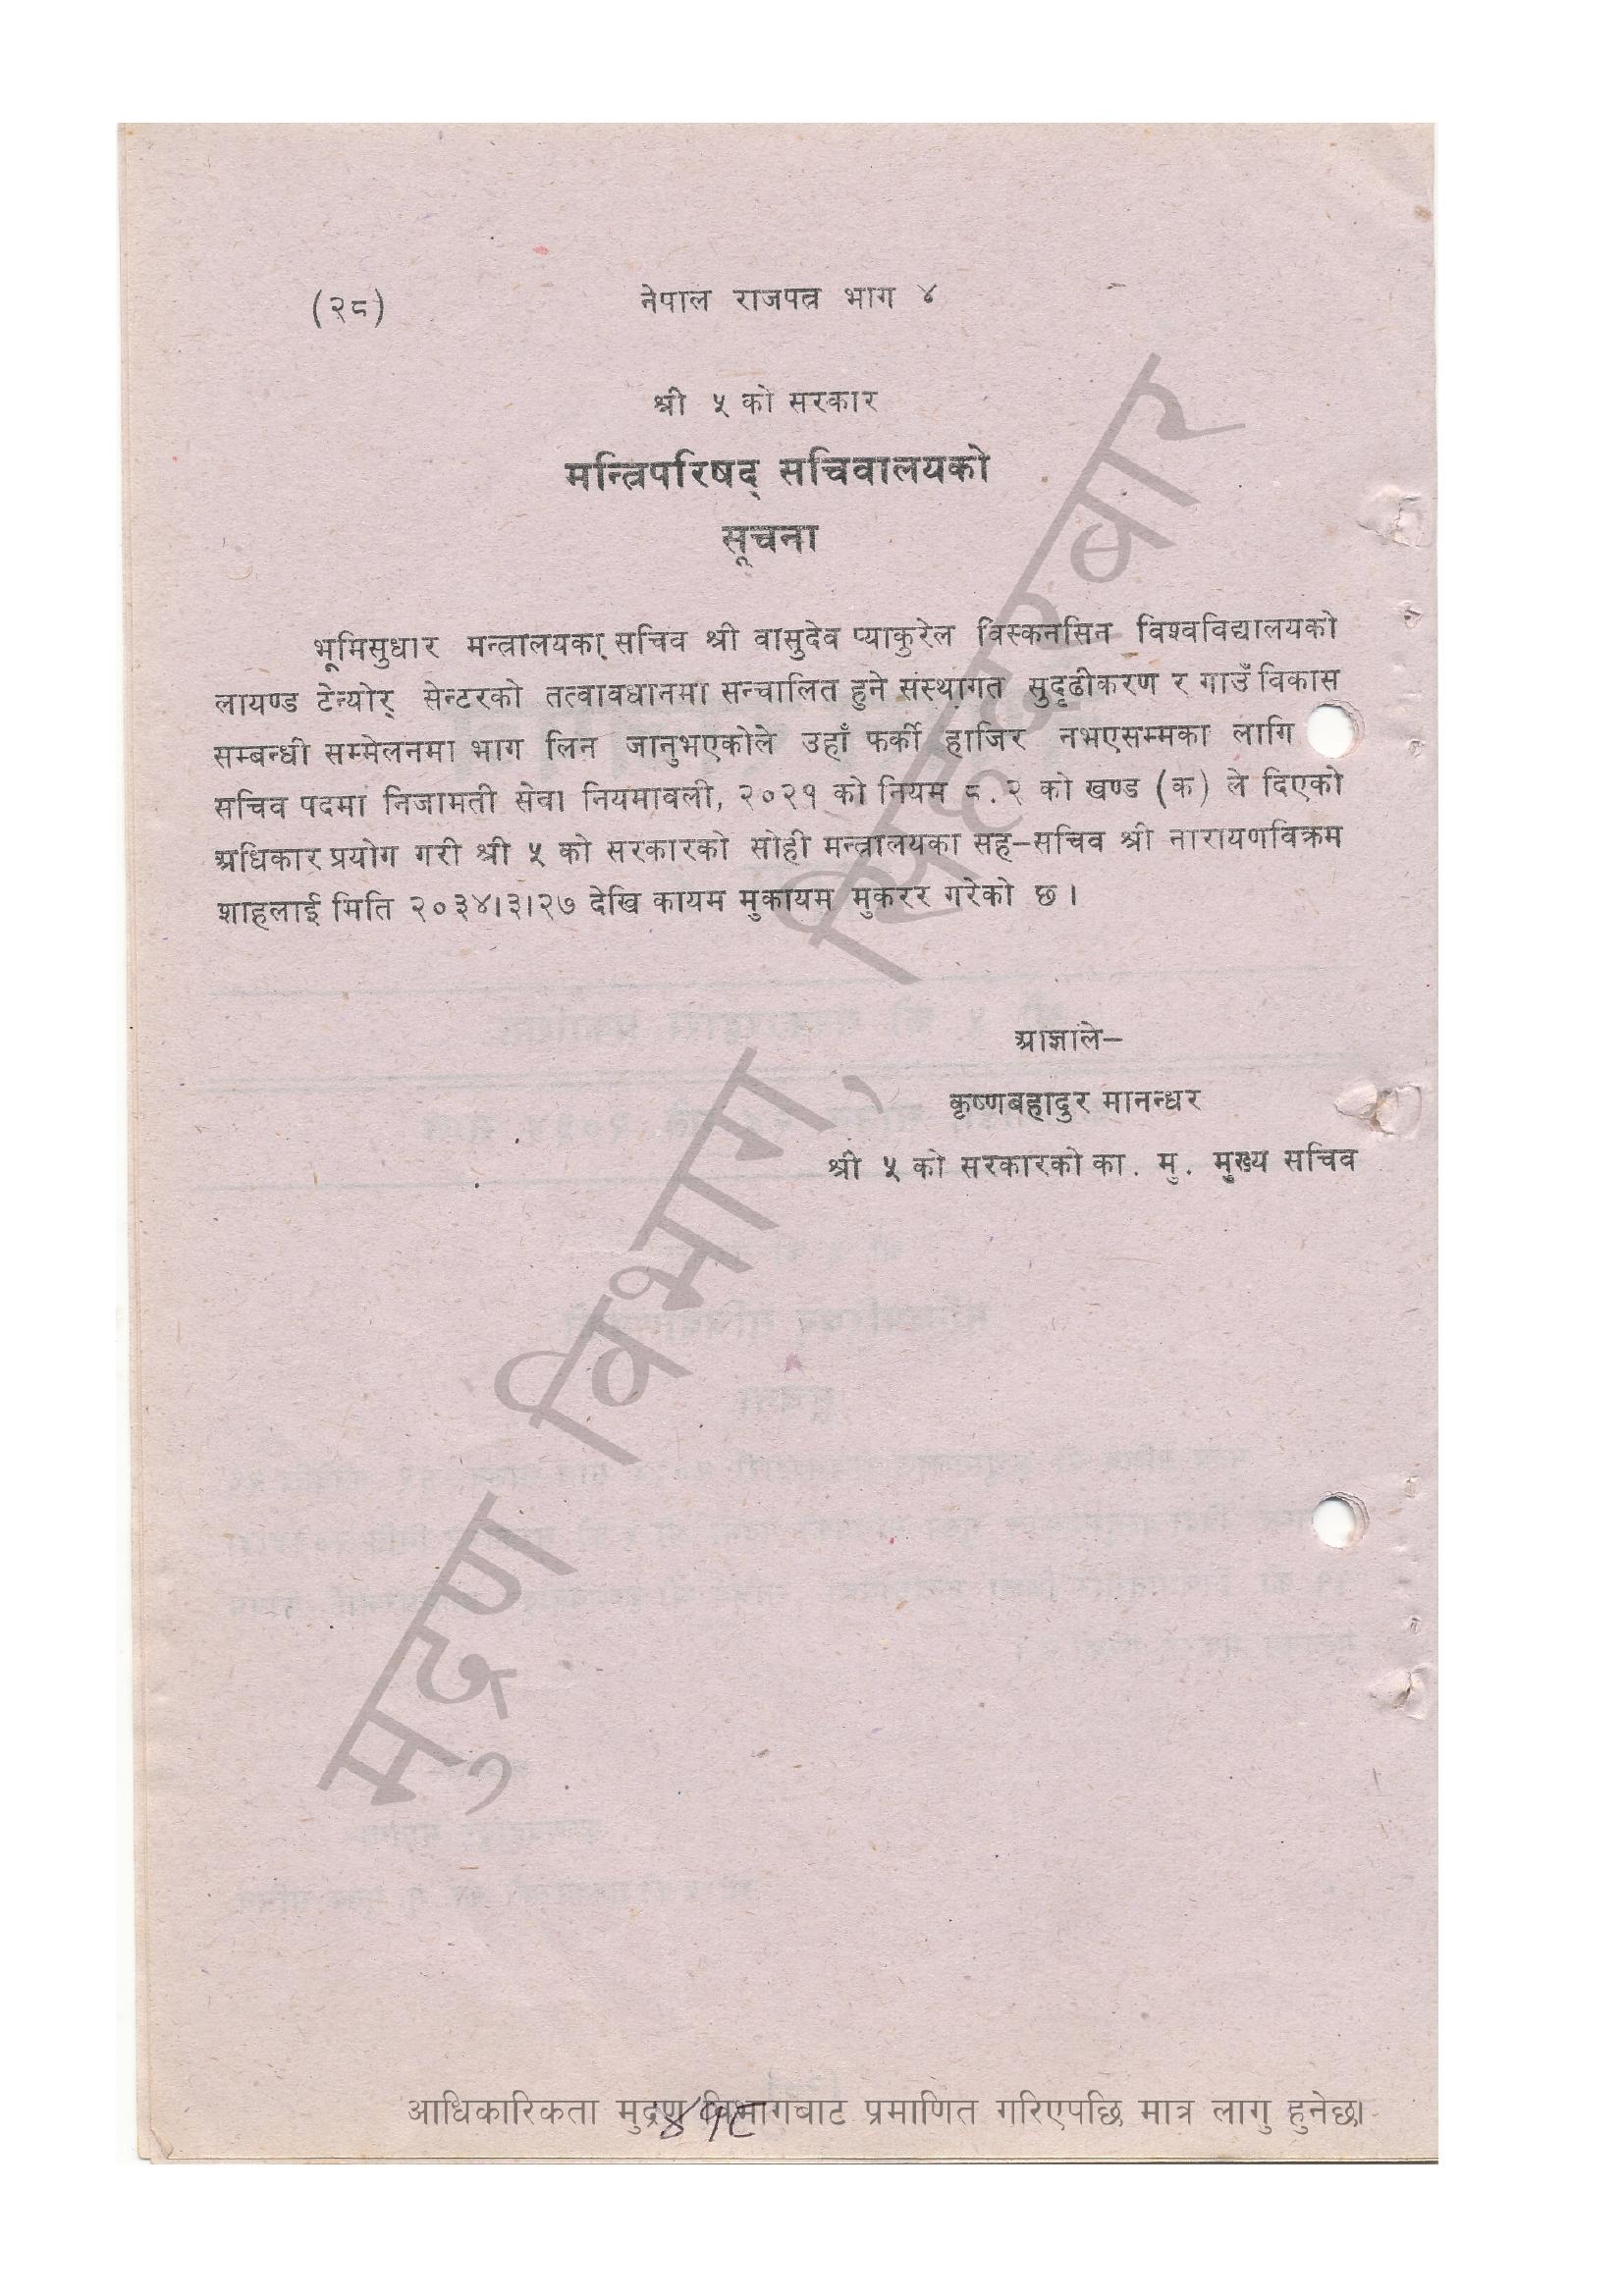 (२८)
नेपाल राजपत्र भाग ४
श्री ५ को सरकार
मन्त्रिपरिषद् सचिवालयको
सूचना
भूमिसुधार मन्त्रालयका सचिव श्री वासुदेव प्याकुरेल विस्कनसिन विश्वविद्यालयको
लायण्ड टेन्योर् सेन्टरको तत्वावधानमा सन्चालित हुने संस्थागत सुदृढीकरण र गाउँ विकास
सम्बन्धी सम्मेलनमा भाग लिन जानुभएकोले उहाँ फर्की हाजिर नभएसम्मका लागि
सचिव पदमा निजामती सेवा नियमावली, २०२१ को नियम ८.२ को खण्ड (क) ले दिएको
अधिकार प्रयोग गरी श्री ५ को सरकारको सोही मन्त्रालयका सह–सचिव श्री नारायणविक्रम
शाहलाई मिति २०३४।३।२७ देखि कायम मुकायम मुकरर गरेको छ ।
आज्ञाले–
कृष्णबहादुर मानन्धर
श्री ५ को सरकारको का. मु. मुख्य सचिव
मुद्रण विभाग, सिंहदरबार
आधिकारिकता मुद्रण विभागबाट प्रमाणित गरिएपछि मात्र लागु हुनेछ।